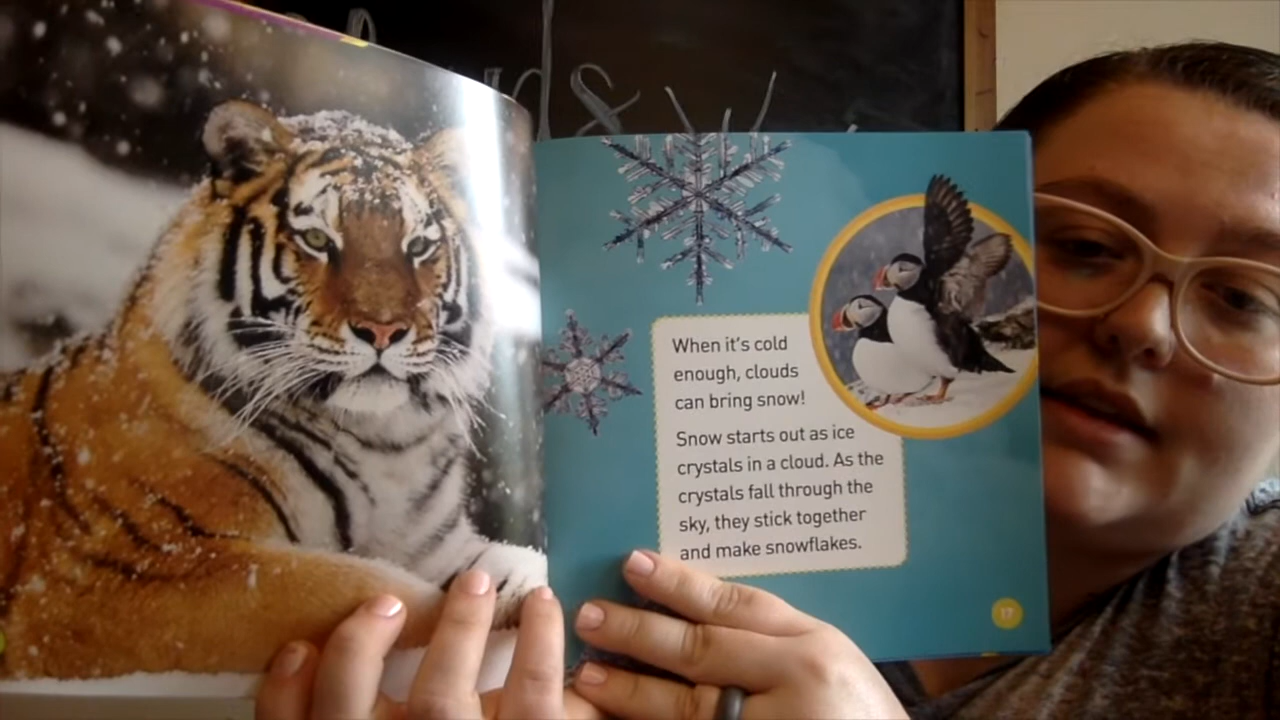 When it's cold
enough, clouds
can bring snow!
Snow starts out as ice
crystals in a cloud. As the
crystals fall through the
sky, they stick together
and make snowflakes.
17